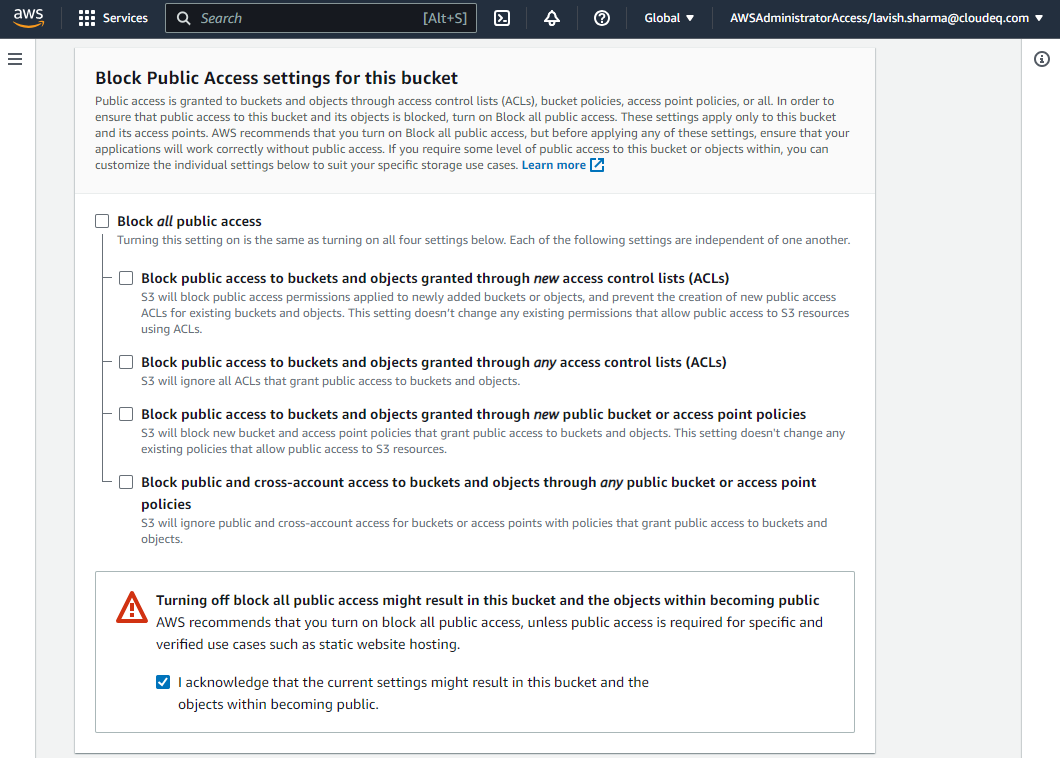 aws
Services
Search [Alt+S]
Global
AWSAdministratorAccess/lavish.sharma@cloudeq.com
Block Public Access settings for this bucket
Public access is granted to buckets and objects through access control lists (ACLs), bucket policies, access point policies, or all. In order to
ensure that public access to this bucket and its objects is blocked, turn on Block all public access. These settings apply only to this bucket
and its access points. AWS recommends that you turn on Block all public access, but before applying any of these settings, ensure that your
applications will work correctly without public access. If you require some level of public access to this bucket or objects within, you can
customize the individual settings below to suit your specific storage use cases. Learn more
Block all public access
Turning this setting on is the same as turning on all four settings below. Each of the following settings are independent of one another.
Block public access to buckets and objects granted through new access control lists (ACLs)
S3 will block public access permissions applied to newly added buckets or objects, and prevent the creation of new public access
ACLs for existing buckets and objects. This setting doesn't change any existing permissions that allow public access to S3 resources
using ACLs.
Block public access to buckets and objects granted through any access control lists (ACLs)
S3 will ignore all ACLs that grant public access to buckets and objects.
Block public access to buckets and objects granted through new public bucket or access point policies
S3 will block new bucket and access point policies that grant public access to buckets and objects. This setting doesn't change any
existing policies that allow public access to S3 resources.
Block public and cross-account access to buckets and objects through any public bucket or access point
policies
S3 will ignore public and cross-account access for buckets or access points with policies that grant public access to buckets and
objects.
Turning off block all public access might result in this bucket and the objects within becoming public
AWS recommends that you turn on block all public access, unless public access is required for specific and
verified use cases such as static website hosting.
I acknowledge that the current settings might result in this bucket and the
objects within becoming public.